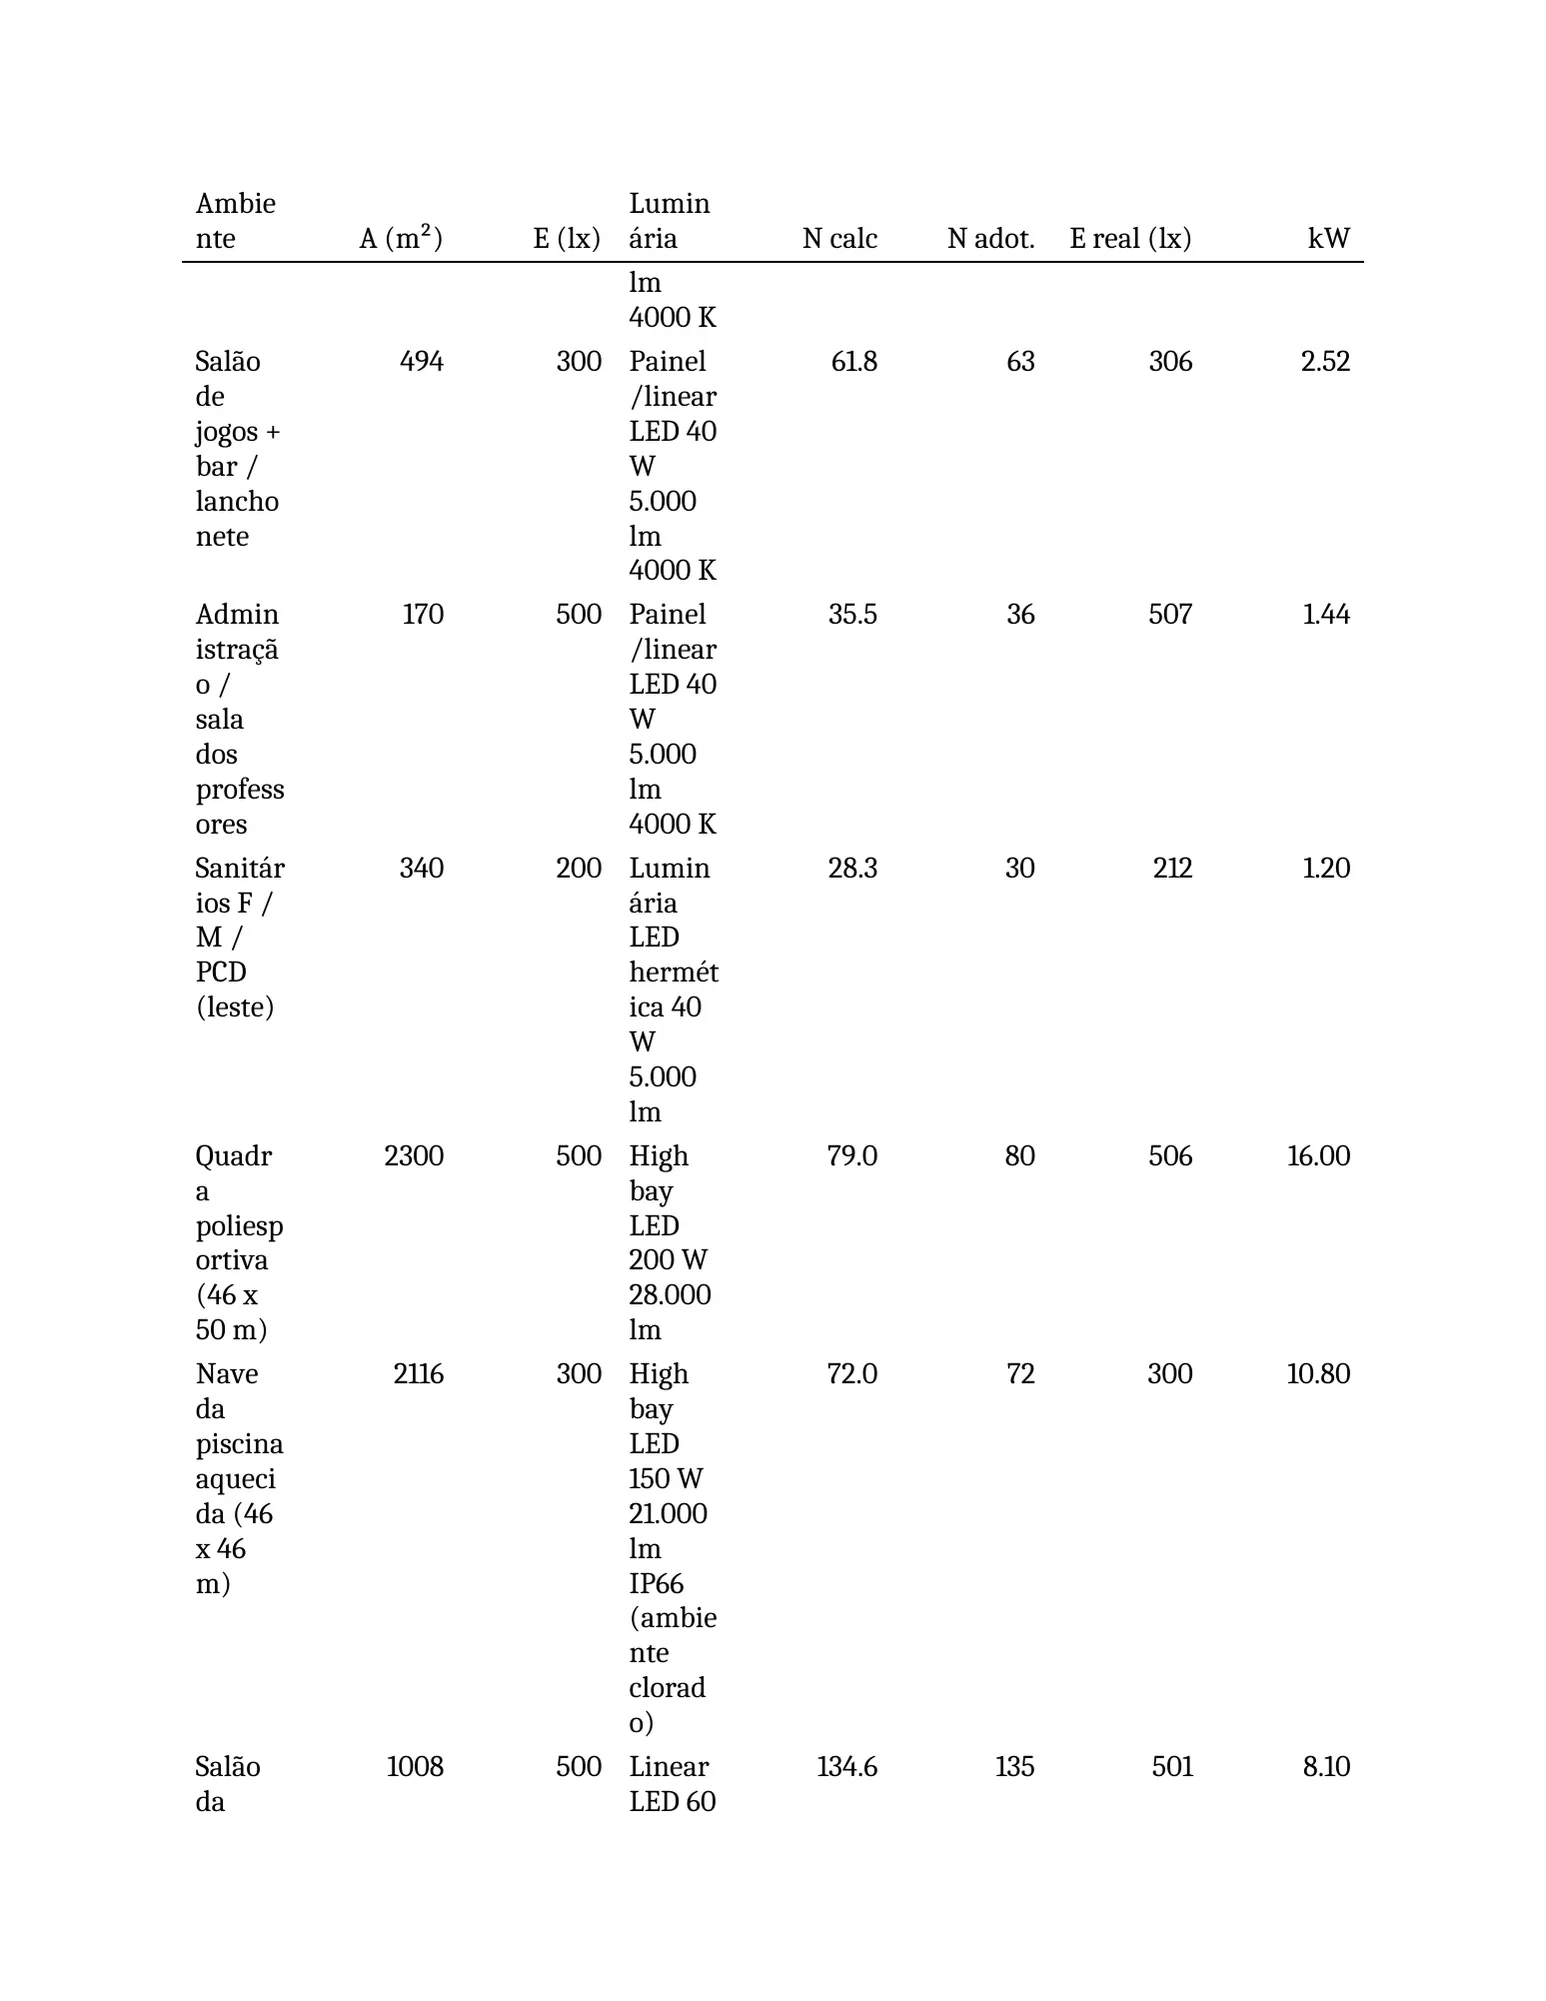 Ambie
nte
A (m²)
E (lx)
Lumin
ária
N calc
N adot.
E real (lx)
kW
lm
4000 K
Salão
de
jogos +
bar /
lancho
nete
494
300
Painel
/linear
LED 40
W
5.000
lm
4000 K
61.8
63
306
2.52
Admin
istraçã
o /
sala
dos
profess
ores
170
500
Painel
/linear
LED 40
W
5.000
lm
4000 K
35.5
36
507
1.44
Sanitár
ios F /
M /
PCD
(leste)
340
200
Lumin
ária
LED
hermét
ica 40
W
5.000
lm
28.3
30
212
1.20
Quadr
a
poliesp
ortiva
(46 x
50 m)
2300
500
High
bay
LED
200 W
28.000
lm
79.0
80
506
16.00
Nave
da
piscina
aqueci
da (46
x 46
m)
2116
300
High
bay
LED
150 W
21.000
lm
IP66
(ambie
nte
clorad
o)
72.0
72
300
10.80
Salão
da
1008
500
Linear
LED 60
134.6
135
501
8.10